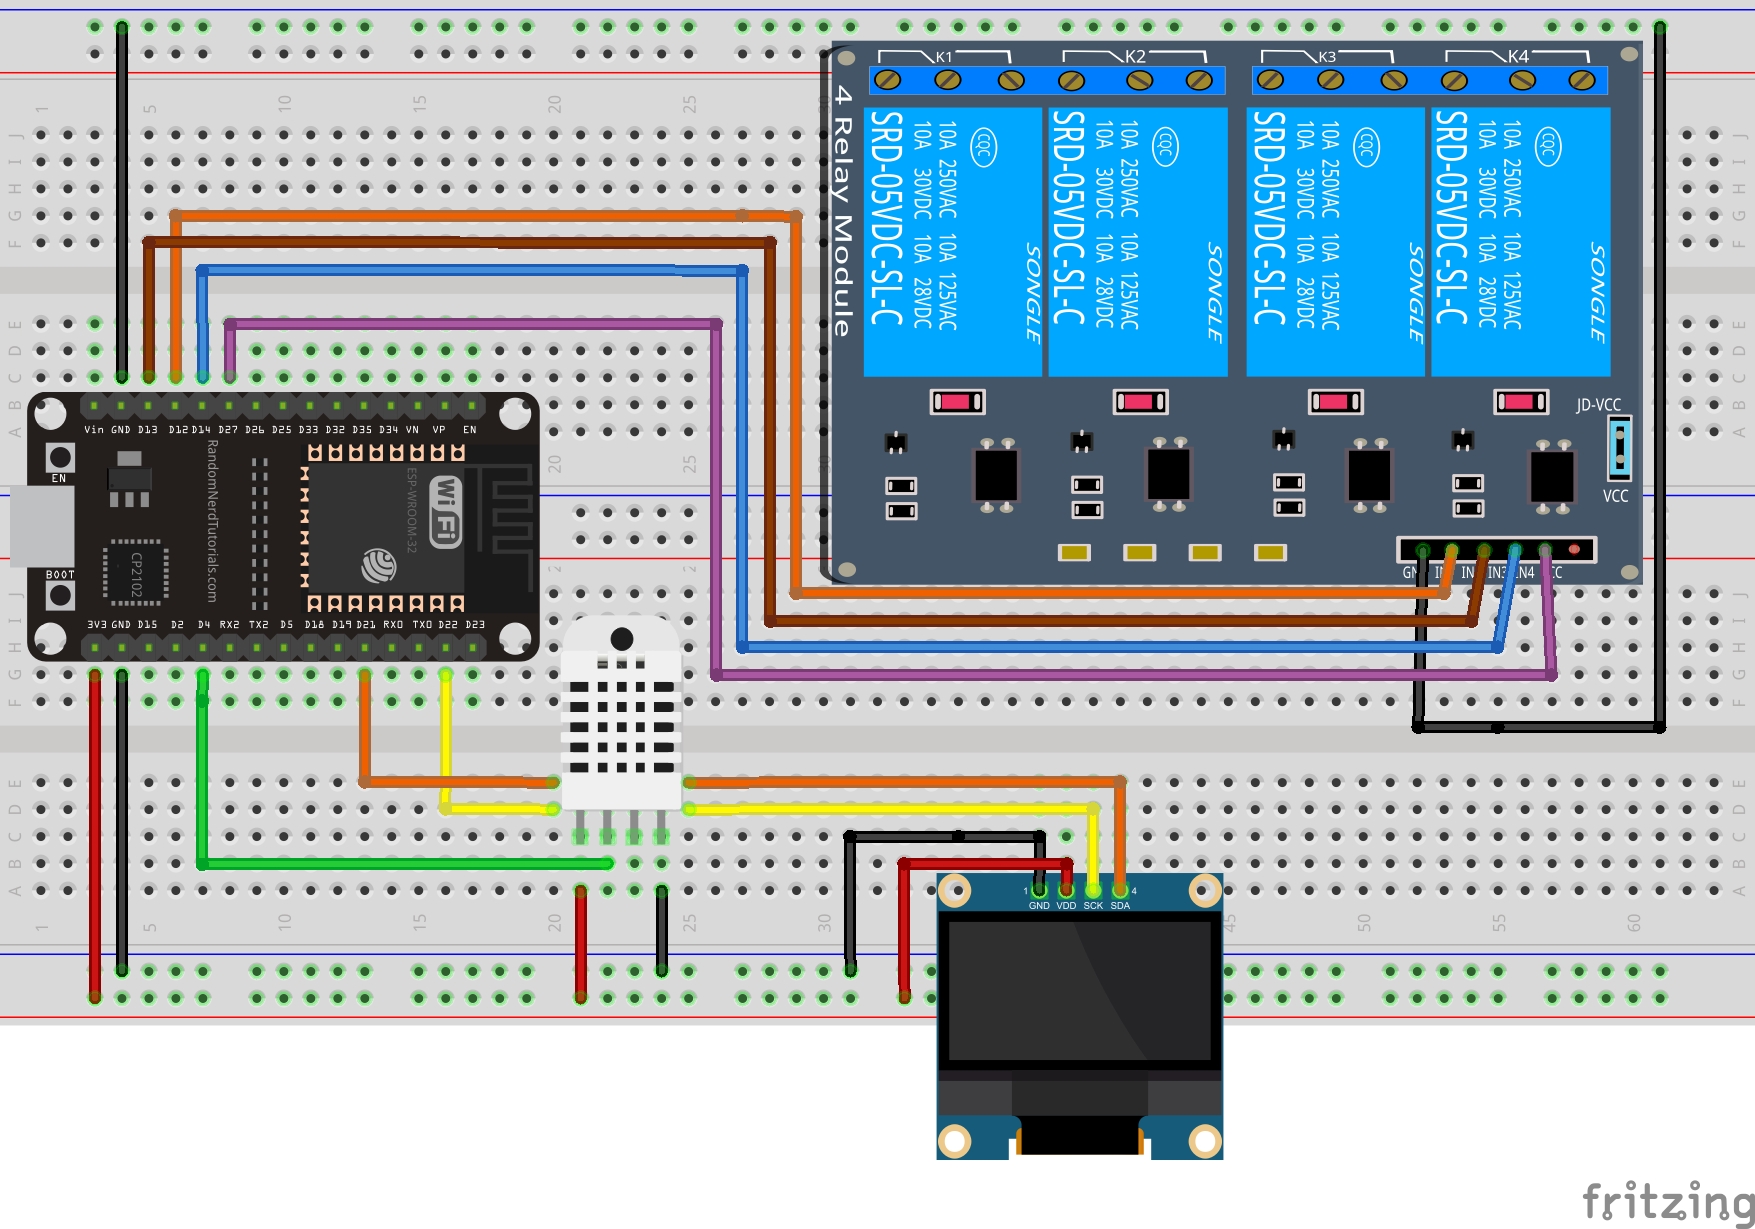 K1 K2 K3 K4
4 Relay Module
SRD-05VDC-SL-C
10A 30VDC 10A 28VDC
10A 250VAC 10A 125VAC
CQC
SONGLE
SRD-05VDC-SL-C
10A 30VDC 10A 28VDC
10A 250VAC 10A 125VAC
CQC
SONGLE
SRD-05VDC-SL-C
10A 30VDC 10A 28VDC
10A 250VAC 10A 125VAC
CQC
SONGLE
SRD-05VDC-SL-C
10A 30VDC 10A 28VDC
10A 250VAC 10A 125VAC
CQC
SONGLE
JD-VCC
VCC
1 5 10 15 20 25
J J
I I
H H
G G
F F
E E
D D
C C
B B
A A
20 25
Vin GND D13 D12 D14 D27 D26 D25 D33 D32 D35 D34 VN VP EN
EN
BOOT
CP2102
RandomNerdTutorials.com
ESP-WROOM-32
WiFi
3V3 GND D15 D2 D4 RX2 TX2 D5 D18 D19 D21 RX0 TX0 D22 D23
IN3 IN4
J J
I I
H H
G G
F F
E E
D D
C C
B B
A A
1 4
GND VDD SCK SDA
1 5 10 15 20 25 30 45 50 55 60
fritzing